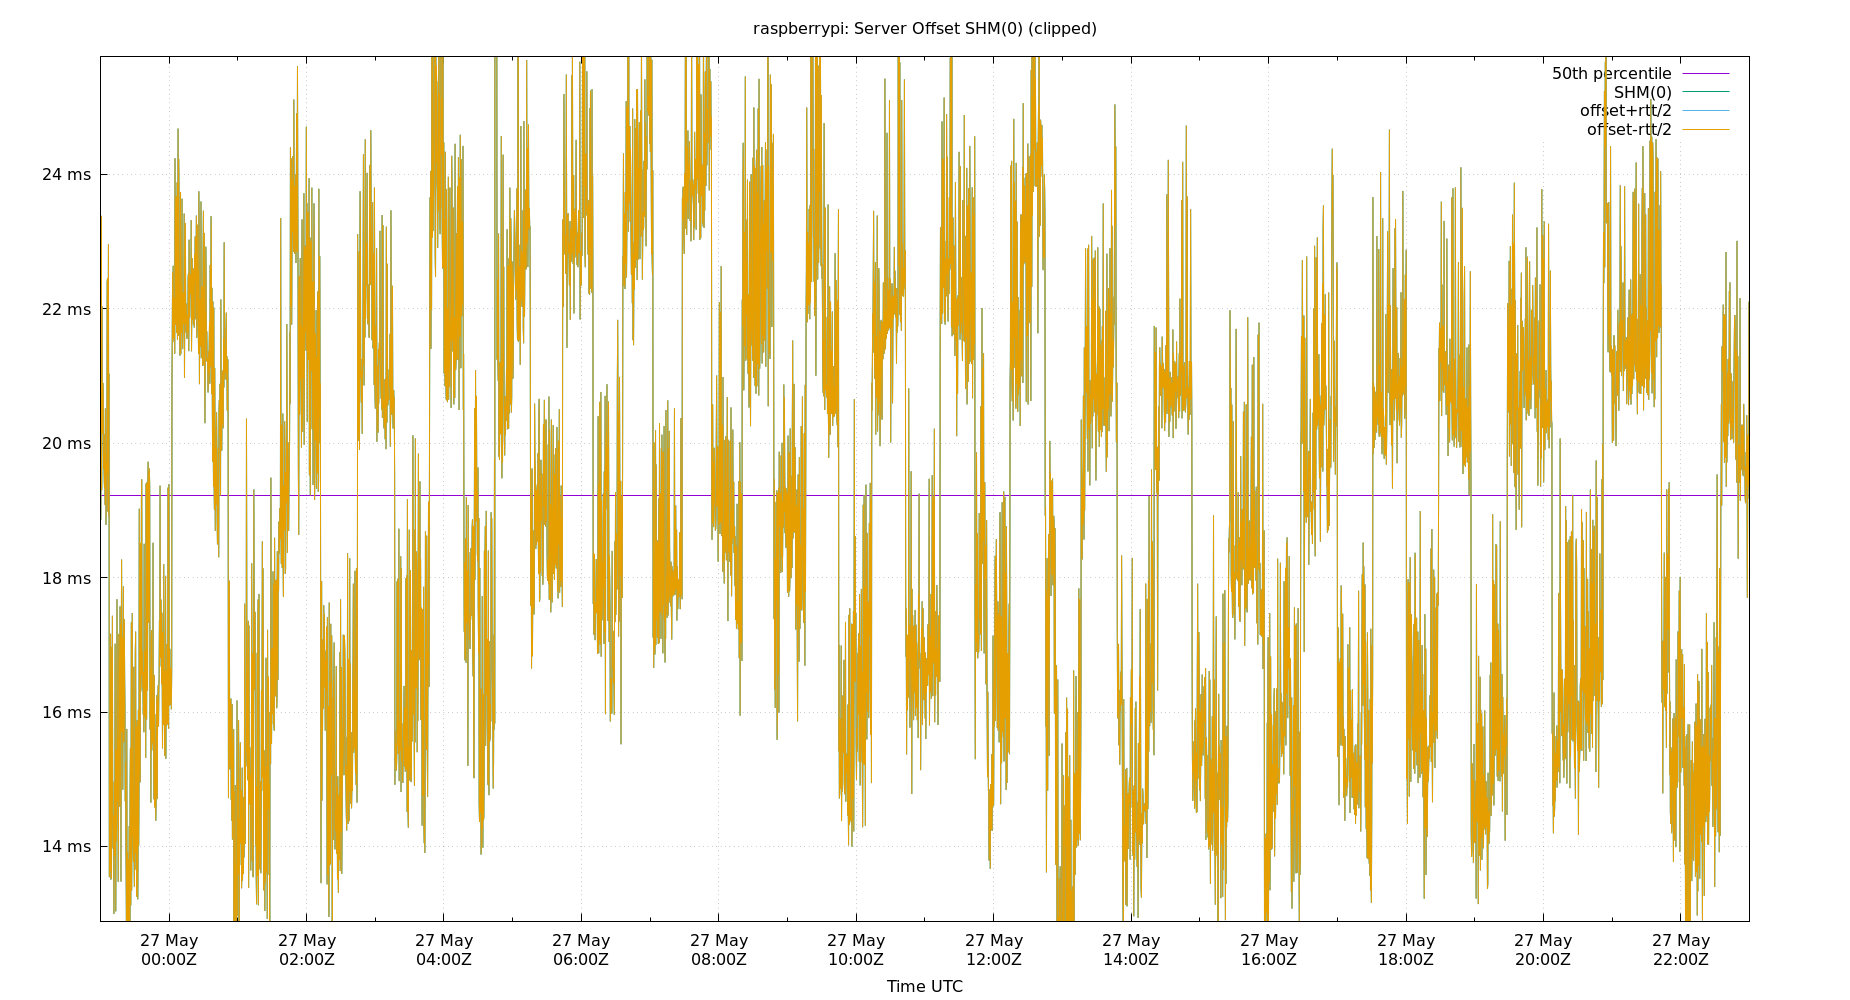 raspberrypi: Server Offset SHM(0) (clipped)
50th percentile
SHM(0)
offset+rtt/2
offset-rtt/2
24 ms
22 ms
20 ms
18 ms
16 ms
14 ms
27 May 27 May 27 May 27 May 27 May 27 May 27 May 27 May 27 May 27 May 27 May 27 May
00:00Z 02:00Z 04:00Z 06:00Z 08:00Z 10:00Z 12:00Z 14:00Z 16:00Z 18:00Z 20:00Z 22:00Z
Time UTC